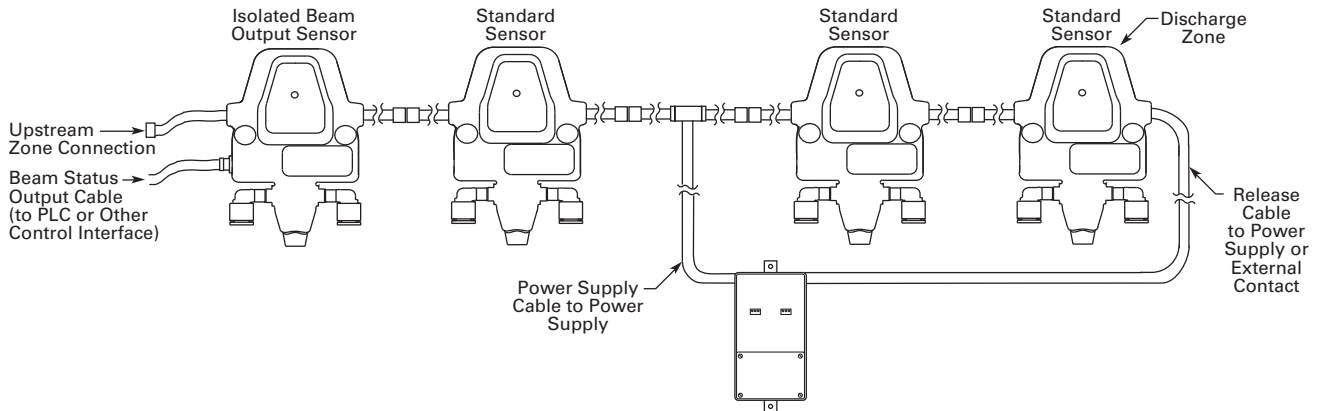 Isolated Beam
Output Sensor
Standard
Sensor
Standard
Sensor
Standard
Sensor
Discharge
Zone
Upstream
Zone Connection
Beam Status
Output Cable
(to PLC or Other
Control Interface)
Power Supply
Cable to Power
Supply
Release
Cable
to Power
Supply or
External
Contact